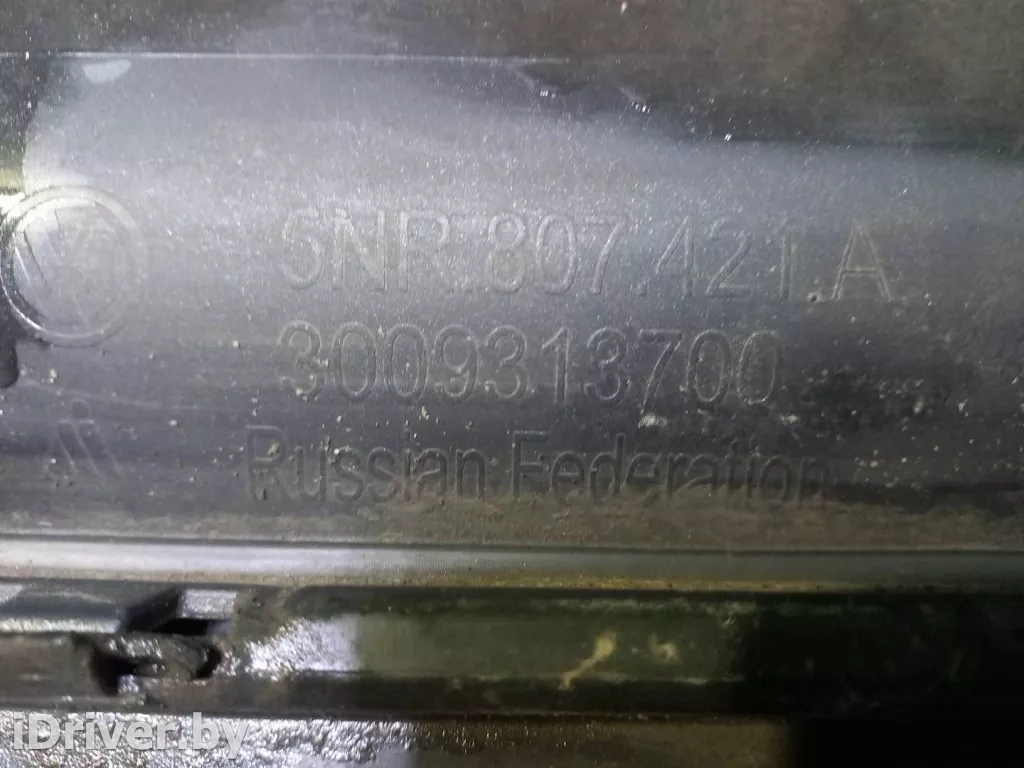 5NR.807.421.A
3009313700
Russian Federation
iDriver.by